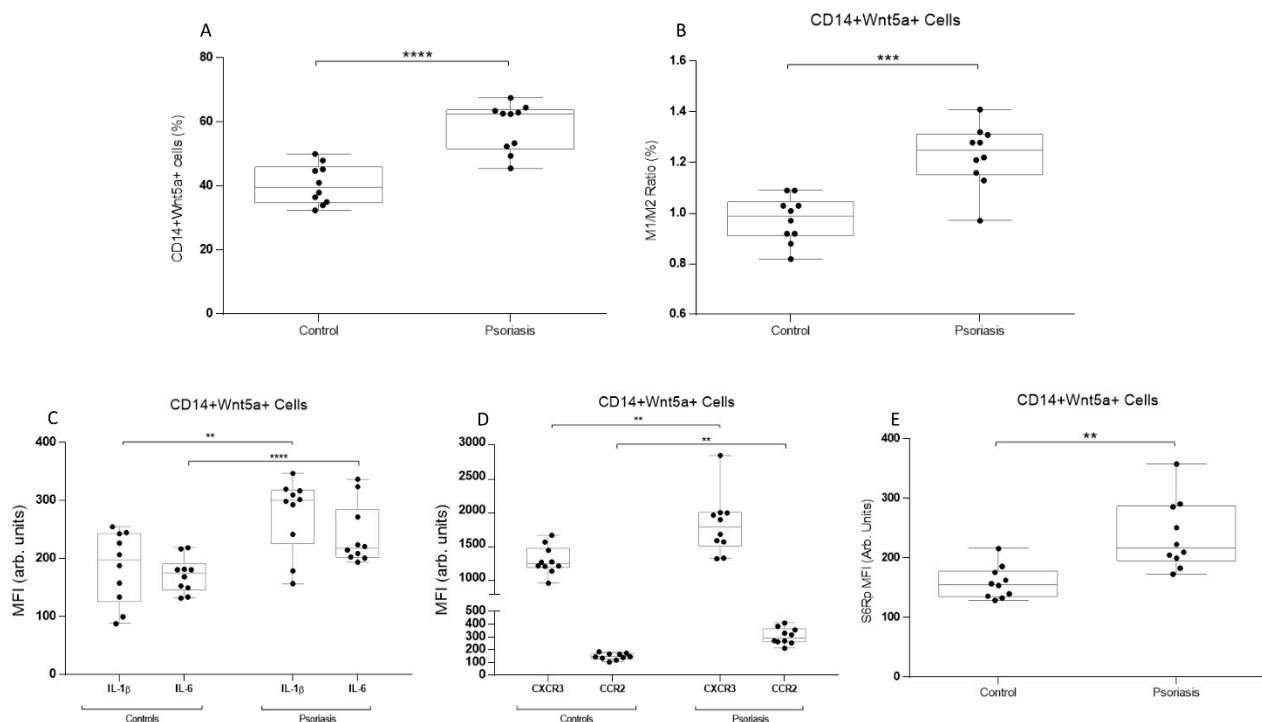 A
CD14+Wnt5a+ cells (%)
80
60
40
20
0
****
Control
Psoriasis
B
CD14+Wnt5a+ Cells
M1/M2 Ratio (%)
1.6
1.4
1.2
1.0
0.8
0.6
***
Control
Psoriasis
C
CD14+Wnt5a+ Cells
MFI (arb. units)
400
300
200
100
0
**
****
IL-1β
IL-6
IL-1β
IL-6
Controls
Psoriasis
D
CD14+Wnt5a+ Cells
MFI (arb. units)
3000
2500
2000
1500
1000
500
400
300
200
100
0
**
**
CXCR3
CCR2
CXCR3
CCR2
Controls
Psoriasis
E
CD14+Wnt5a+ Cells
S6Rp MFI (Arb. Units)
400
300
200
100
0
**
Control
Psoriasis